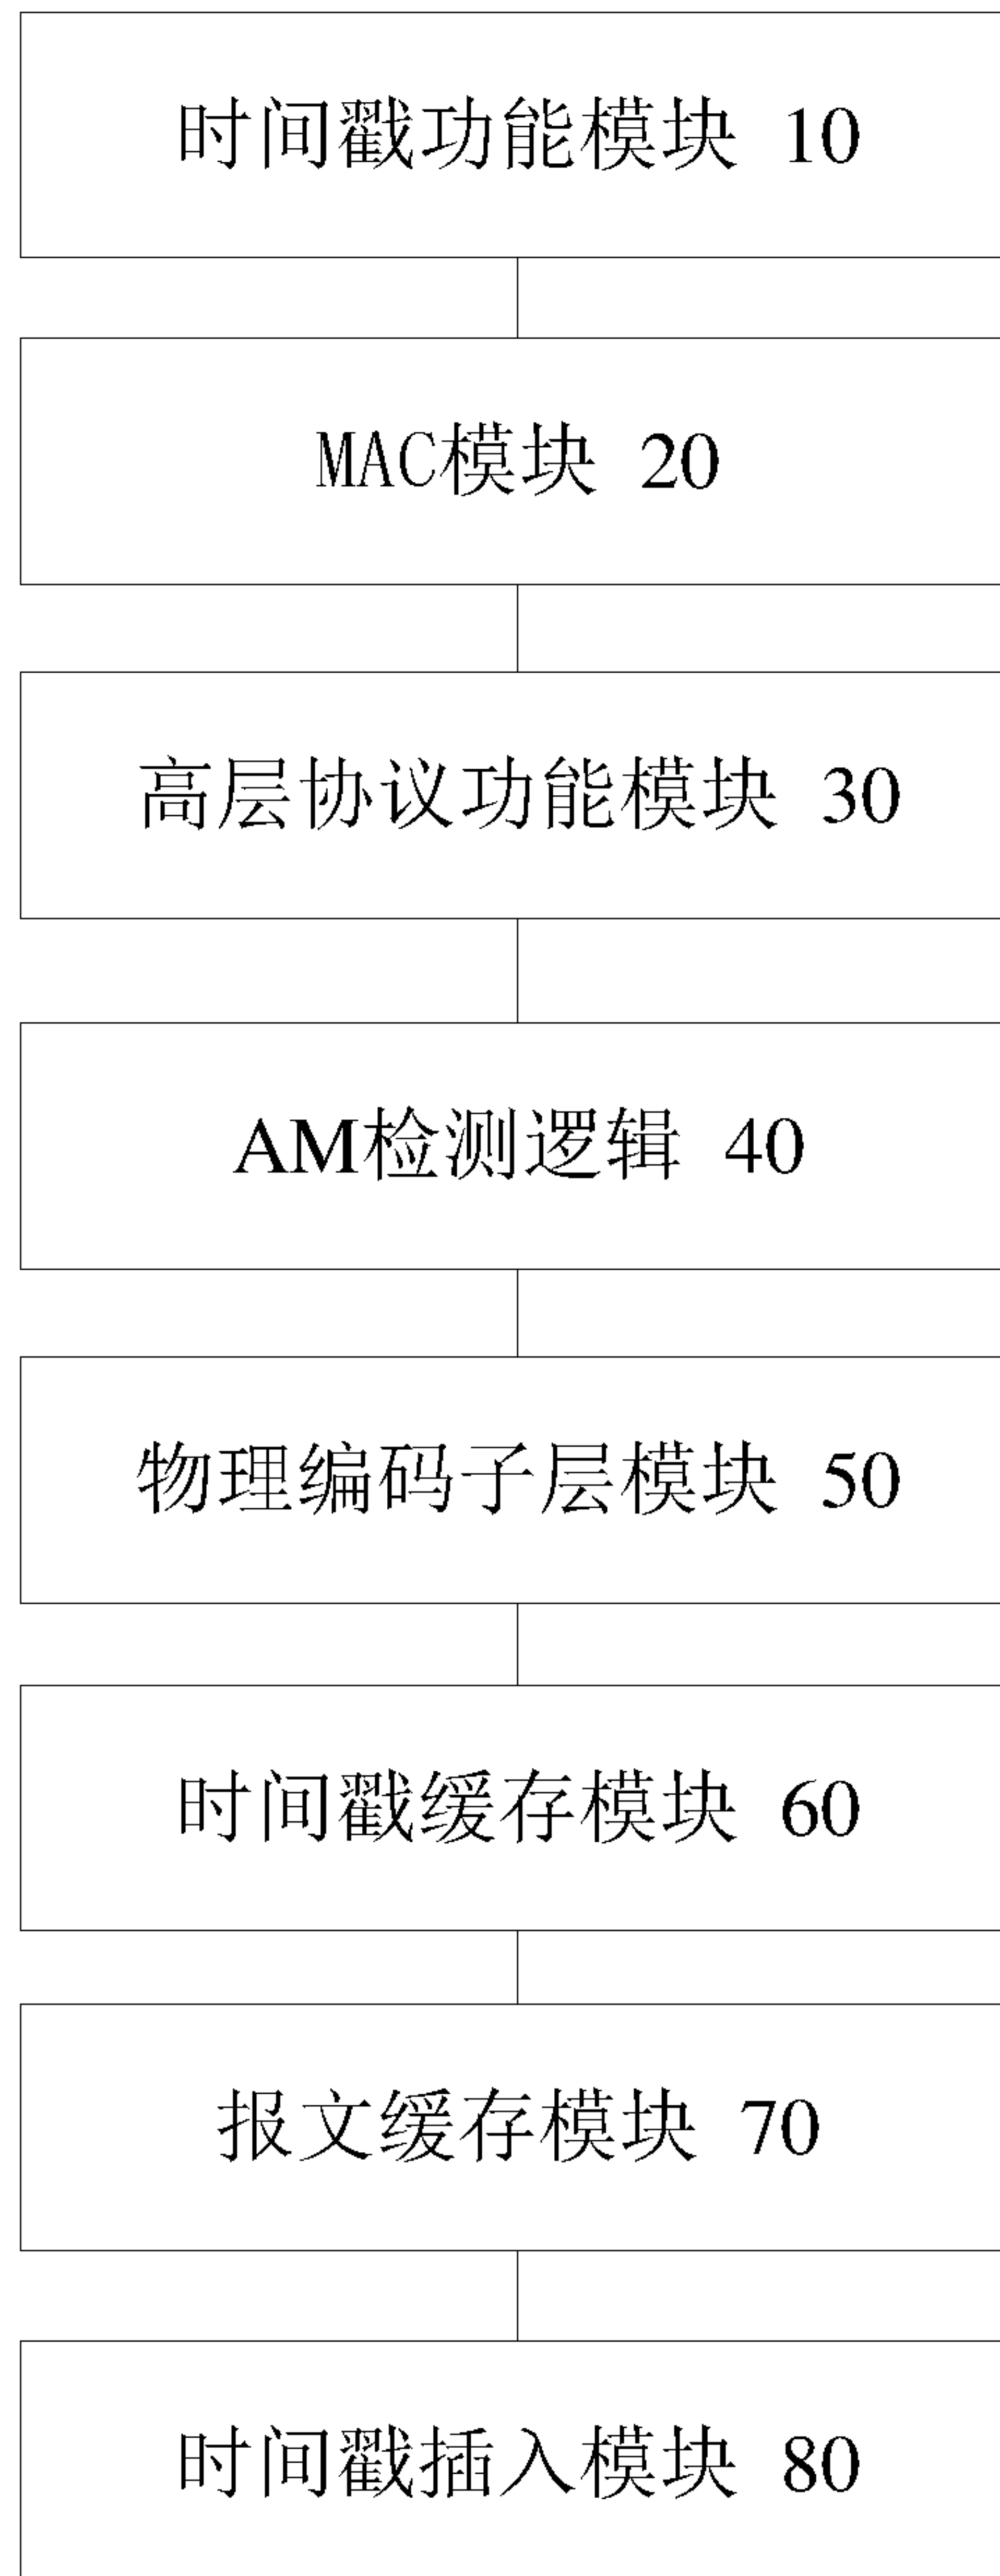 时间戳功能模块 10
MAC模块 20
高层协议功能模块 30
AM检测逻辑 40
物理编码子层模块 50
时间戳缓存模块 60
报文缓存模块 70
时间戳插入模块 80